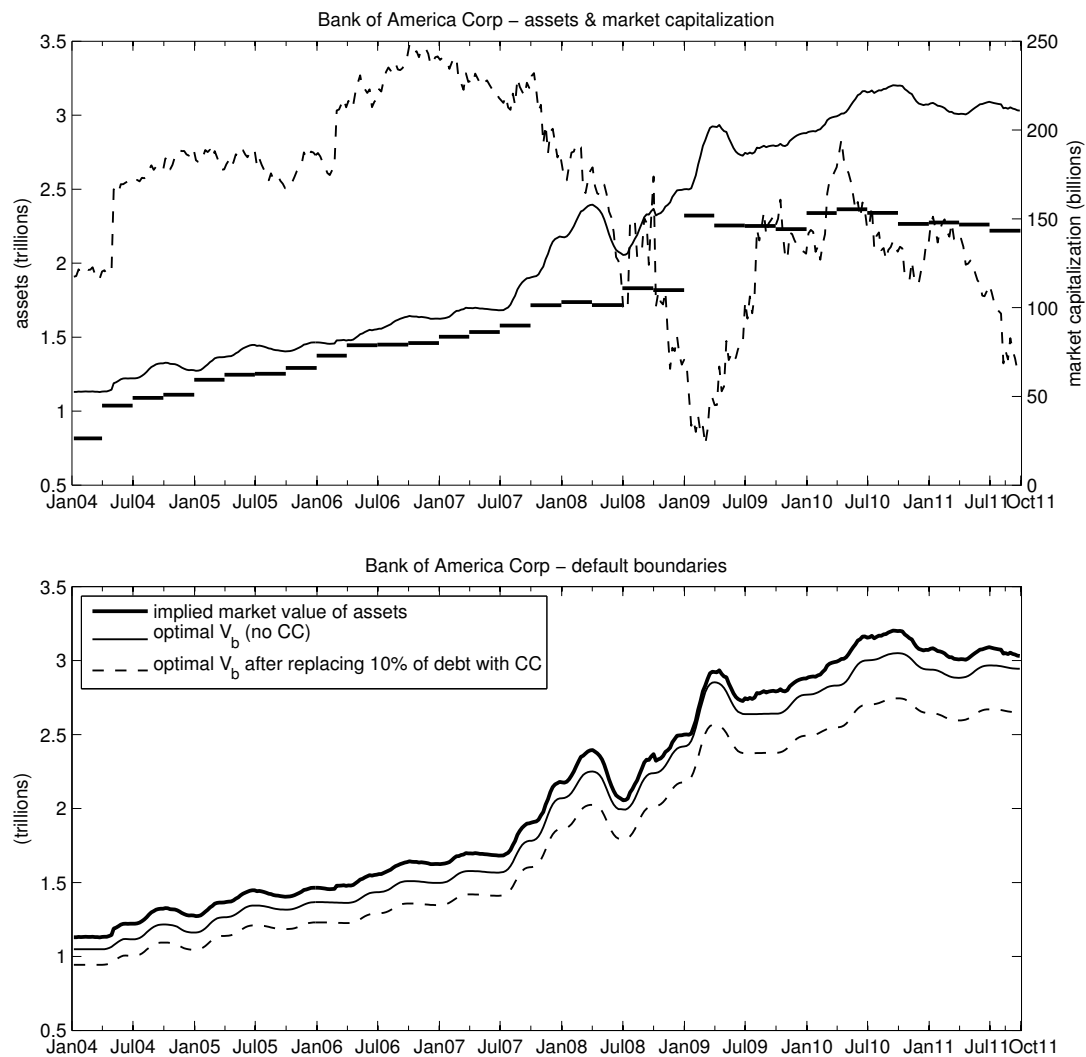 Bank of America Corp − assets & market capitalization
3.5
3
2.5
2
1.5
1
0.5
assets (trillions)
250
200
150
100
50
0
market capitalization (billions)
Jan04 Jul04 Jan05 Jul05 Jan06 Jul06 Jan07 Jul07 Jan08 Jul08 Jan09 Jul09 Jan10 Jul10 Jan11 Jul11 Oct11
Bank of America Corp − default boundaries
3.5
3
2.5
2
1.5
1
0.5
(trillions)
implied market value of assets
optimal V_b (no CC)
optimal V_b after replacing 10% of debt with CC
Jan04 Jul04 Jan05 Jul05 Jan06 Jul06 Jan07 Jul07 Jan08 Jul08 Jan09 Jul09 Jan10 Jul10 Jan11 Jul11 Oct11